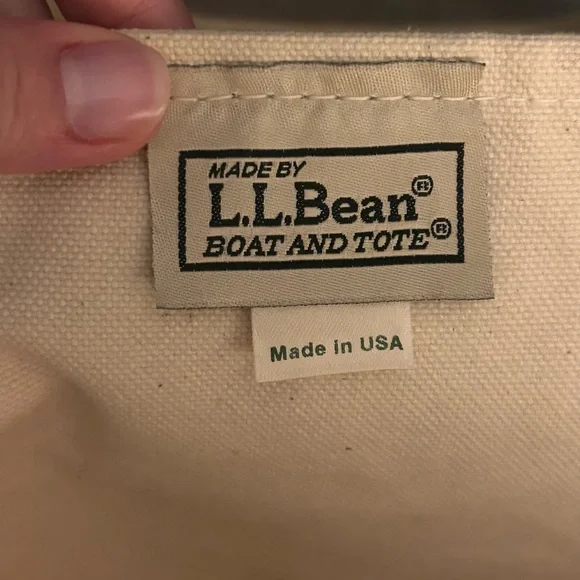 MADE BY
L.L.Bean®
BOAT AND TOTE®
Made in USA